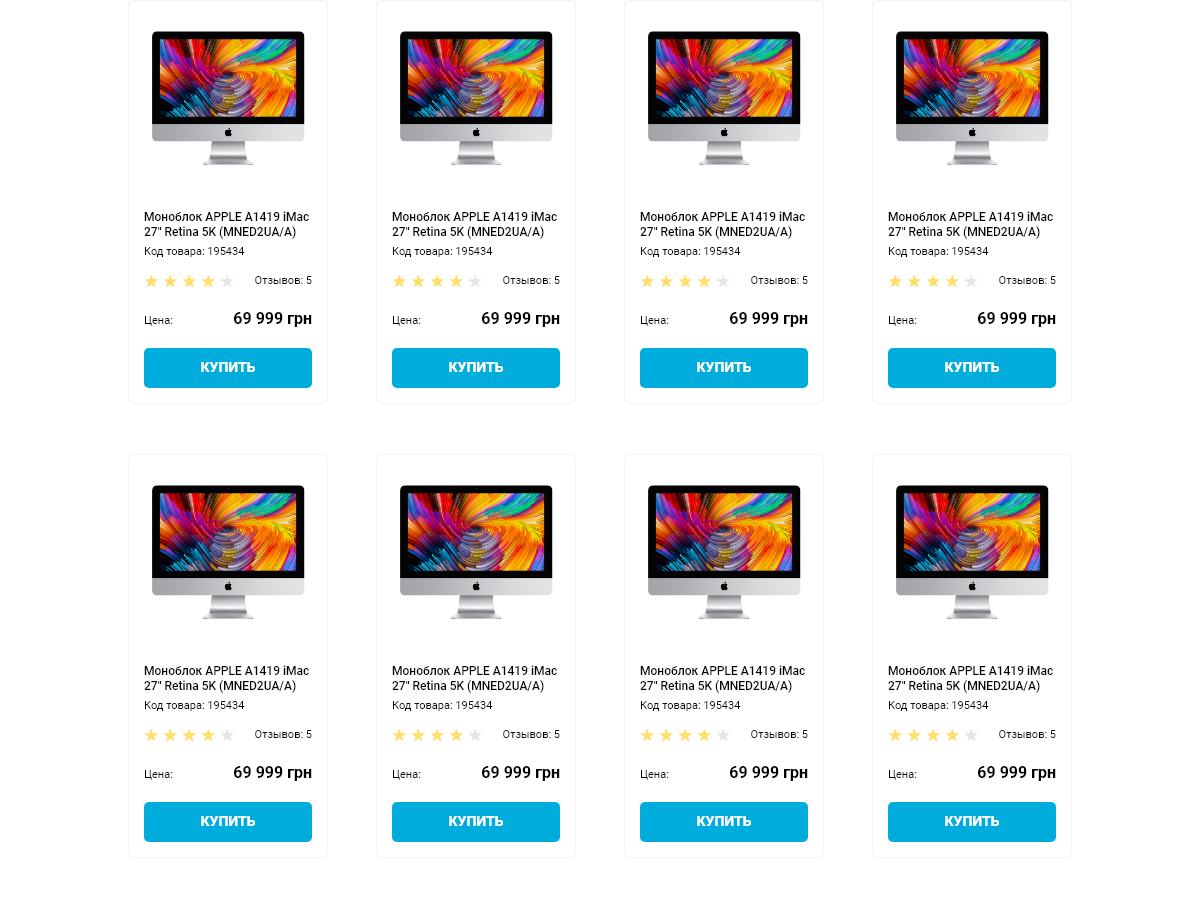 Моноблок APPLE A1419 iMac
27" Retina 5K (MNED2UA/A)
Код товара: 195434
Отзывов: 5
Цена: 69 999 грн
КУПИТЬ
Моноблок APPLE A1419 iMac
27" Retina 5K (MNED2UA/A)
Код товара: 195434
Отзывов: 5
Цена: 69 999 грн
КУПИТЬ
Моноблок APPLE A1419 iMac
27" Retina 5K (MNED2UA/A)
Код товара: 195434
Отзывов: 5
Цена: 69 999 грн
КУПИТЬ
Моноблок APPLE A1419 iMac
27" Retina 5K (MNED2UA/A)
Код товара: 195434
Отзывов: 5
Цена: 69 999 грн
КУПИТЬ
Моноблок APPLE A1419 iMac
27" Retina 5K (MNED2UA/A)
Код товара: 195434
Отзывов: 5
Цена: 69 999 грн
КУПИТЬ
Моноблок APPLE A1419 iMac
27" Retina 5K (MNED2UA/A)
Код товара: 195434
Отзывов: 5
Цена: 69 999 грн
КУПИТЬ
Моноблок APPLE A1419 iMac
27" Retina 5K (MNED2UA/A)
Код товара: 195434
Отзывов: 5
Цена: 69 999 грн
КУПИТЬ
Моноблок APPLE A1419 iMac
27" Retina 5K (MNED2UA/A)
Код товара: 195434
Отзывов: 5
Цена: 69 999 грн
КУПИТЬ